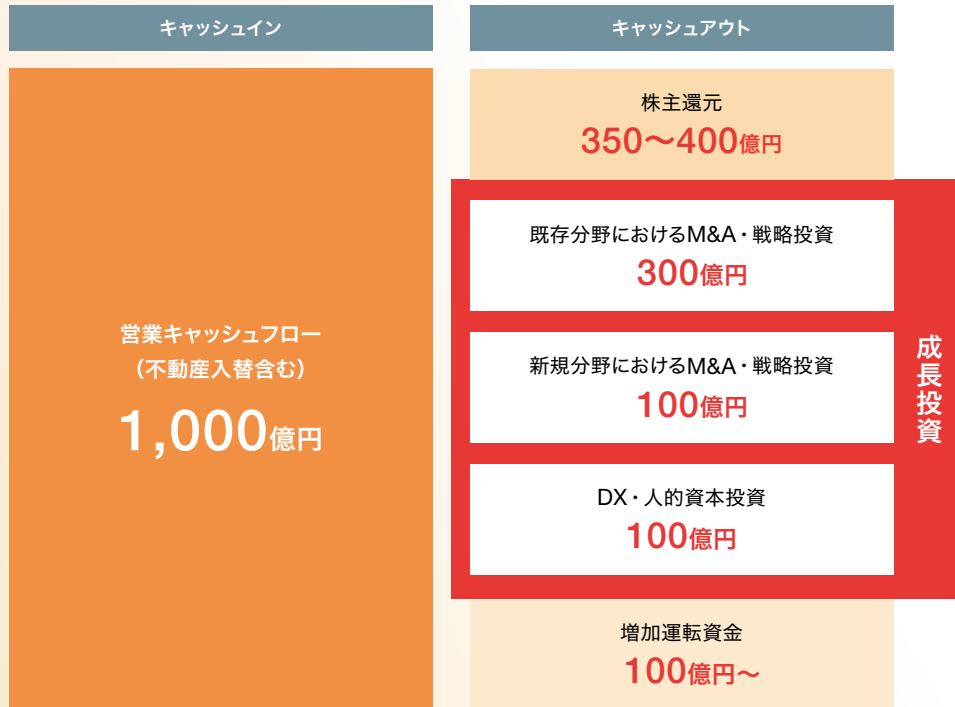 キャッシュイン
営業キャッシュフロー
（不動産入替含む）
1,000億円
キャッシュアウト
株主還元
350〜400億円
既存分野におけるM&A・戦略投資
300億円
新規分野におけるM&A・戦略投資
100億円
DX・人的資本投資
100億円
成長投資
増加運転資金
100億円〜